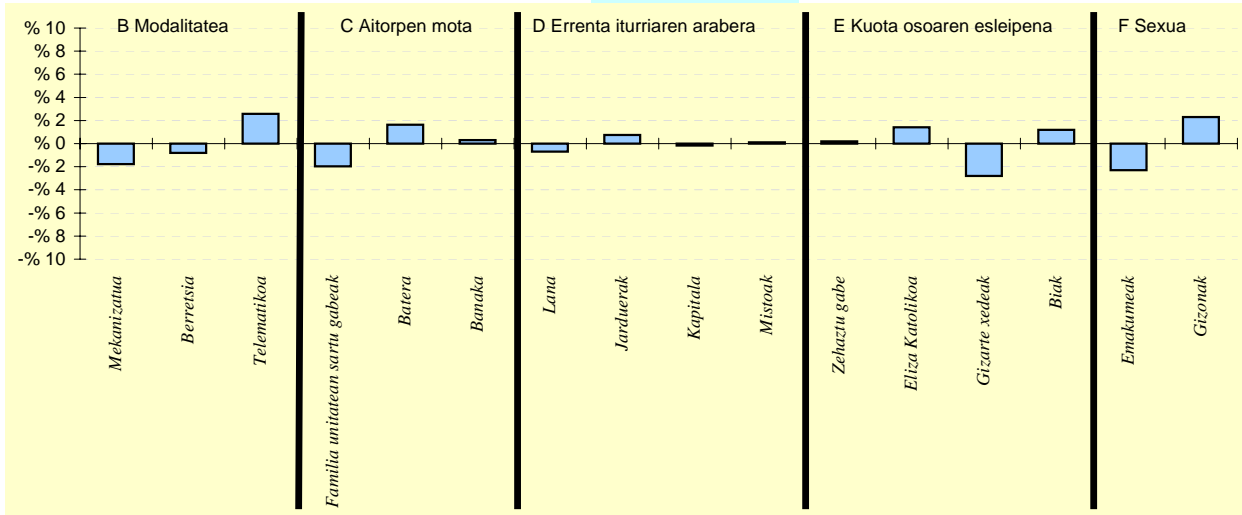 B Modalitatea
C Aitorpen mota
D Errenta iturriaren arabera
E Kuota osoaren esleipena
F Sexua
% 10
% 8
% 6
% 4
% 2
% 0
-% 2
-% 4
-% 6
-% 8
-% 10
Mekanizatua
Berretsia
Telematikoa
Familia unitatean sartu gabeak
Batera
Banaka
Lana
Jarduerak
Kapitala
Mistoak
Zehaztu gabe
Eliza Katolikoa
Gizarte xedeak
Biak
Emakumeak
Gizonak